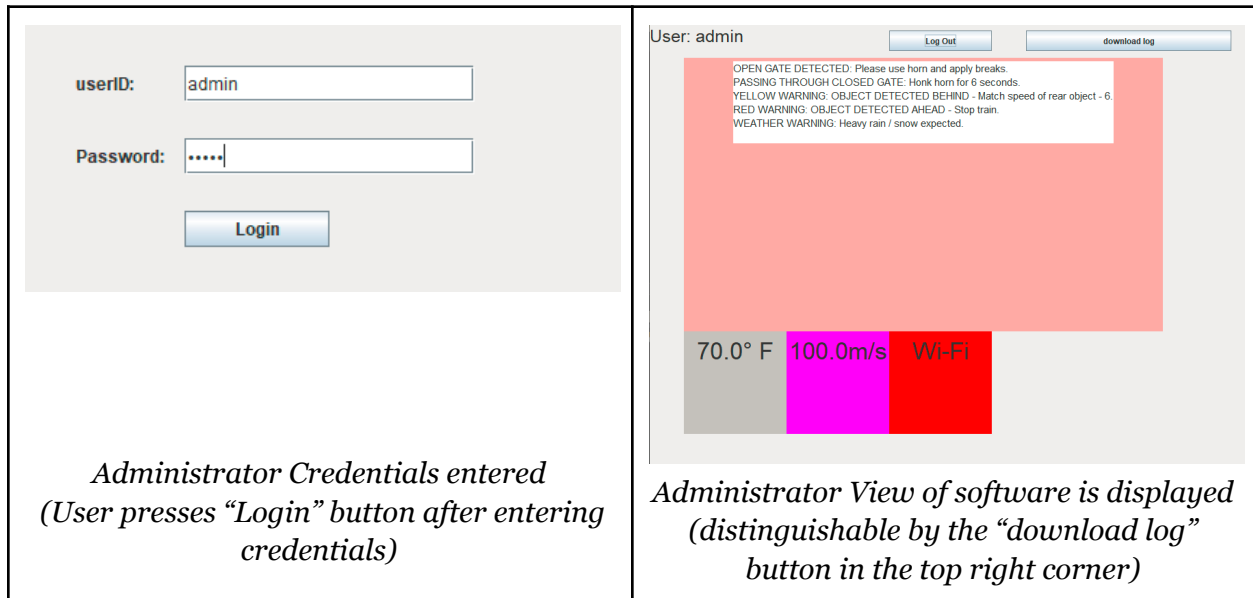 userID:
admin
Password:
•••••
Login
Administrator Credentials entered
(User presses “Login” button after entering
credentials)
User: admin
Log Out
download log
OPEN GATE DETECTED: Please use horn and apply breaks.
PASSING THROUGH CLOSED GATE: Honk horn for 6 seconds.
YELLOW WARNING: OBJECT DETECTED BEHIND - Match speed of rear object - 6.
RED WARNING: OBJECT DETECTED AHEAD - Stop train.
WEATHER WARNING: Heavy rain / snow expected.
70.0° F
100.0m/s
Wi-Fi
Administrator View of software is displayed
(distinguishable by the “download log”
button in the top right corner)